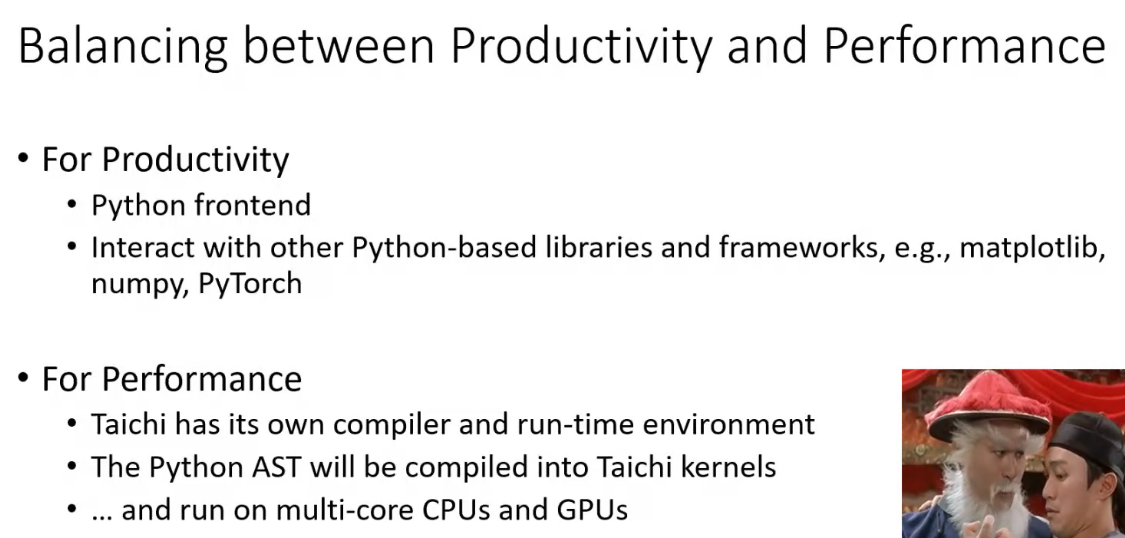 Balancing between Productivity and Performance
• For Productivity
• Python frontend
• Interact with other Python-based libraries and frameworks, e.g., matplotlib,
numpy, PyTorch
• For Performance
• Taichi has its own compiler and run-time environment
• The Python AST will be compiled into Taichi kernels
• ... and run on multi-core CPUs and GPUs